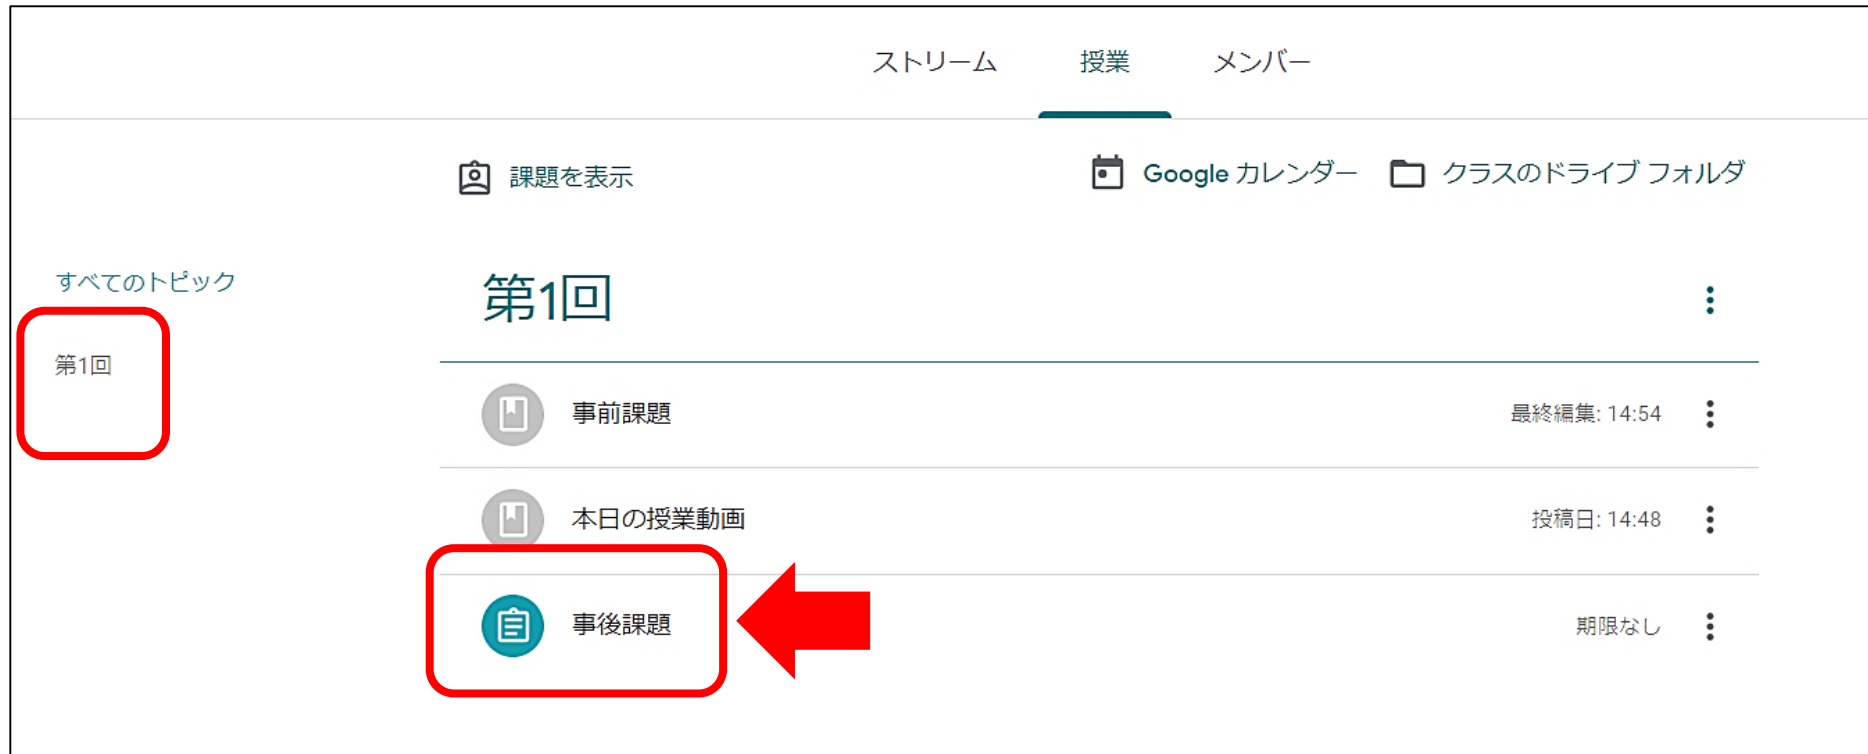 ストリーム 授業 メンバー
課題を表示 Google カレンダー クラスのドライブ フォルダ
すべてのトピック
第1回
第1回
事前課題 最終編集: 14:54
本日の授業動画 投稿日: 14:48
事後課題 期限なし